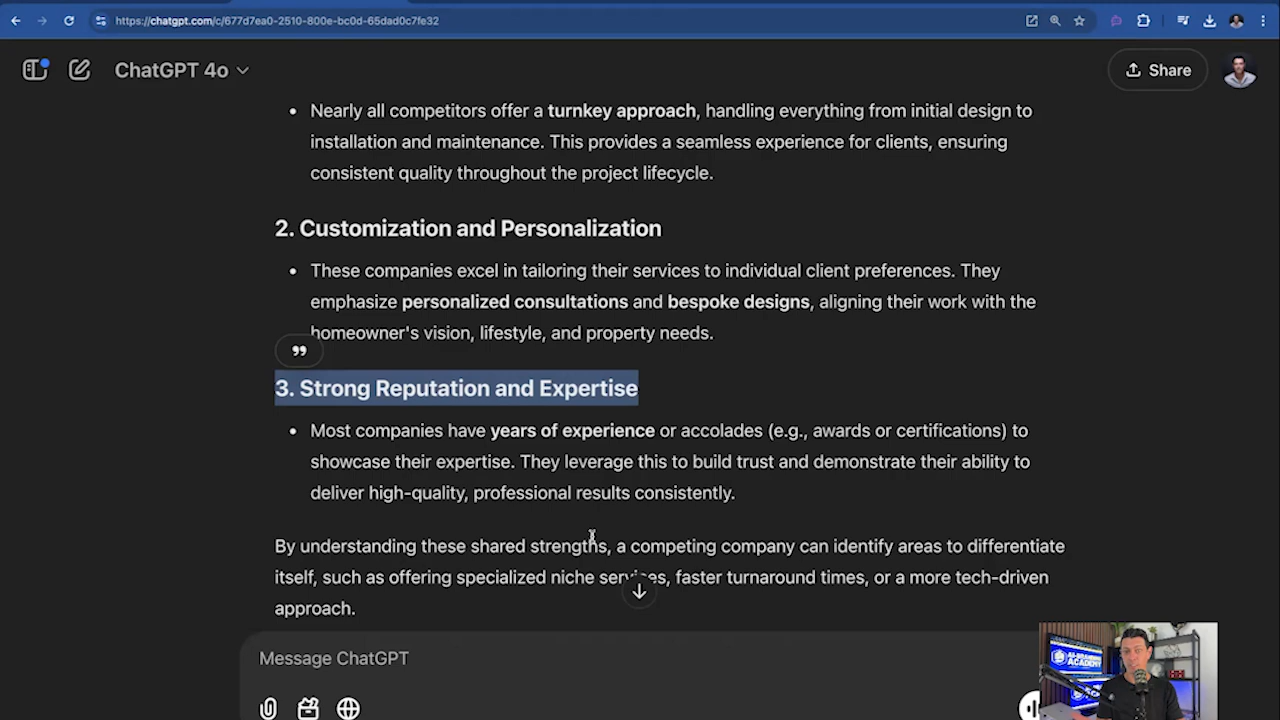 https://chatgpt.com/c/677d7ea0-2510-800e-bc0d-65dad0c7fe32
ChatGPT 4o
Share
• Nearly all competitors offer a turnkey approach, handling everything from initial design to
installation and maintenance. This provides a seamless experience for clients, ensuring
consistent quality throughout the project lifecycle.
2. Customization and Personalization
• These companies excel in tailoring their services to individual client preferences. They
emphasize personalized consultations and bespoke designs, aligning their work with the
homeowner's vision, lifestyle, and property needs.
3. Strong Reputation and Expertise
• Most companies have years of experience or accolades (e.g., awards or certifications) to
showcase their expertise. They leverage this to build trust and demonstrate their ability to
deliver high-quality, professional results consistently.
By understanding these shared strengths, a competing company can identify areas to differentiate
itself, such as offering specialized niche services, faster turnaround times, or a more tech-driven
approach.
Message ChatGPT
AI-BRANDING
ACADEMY